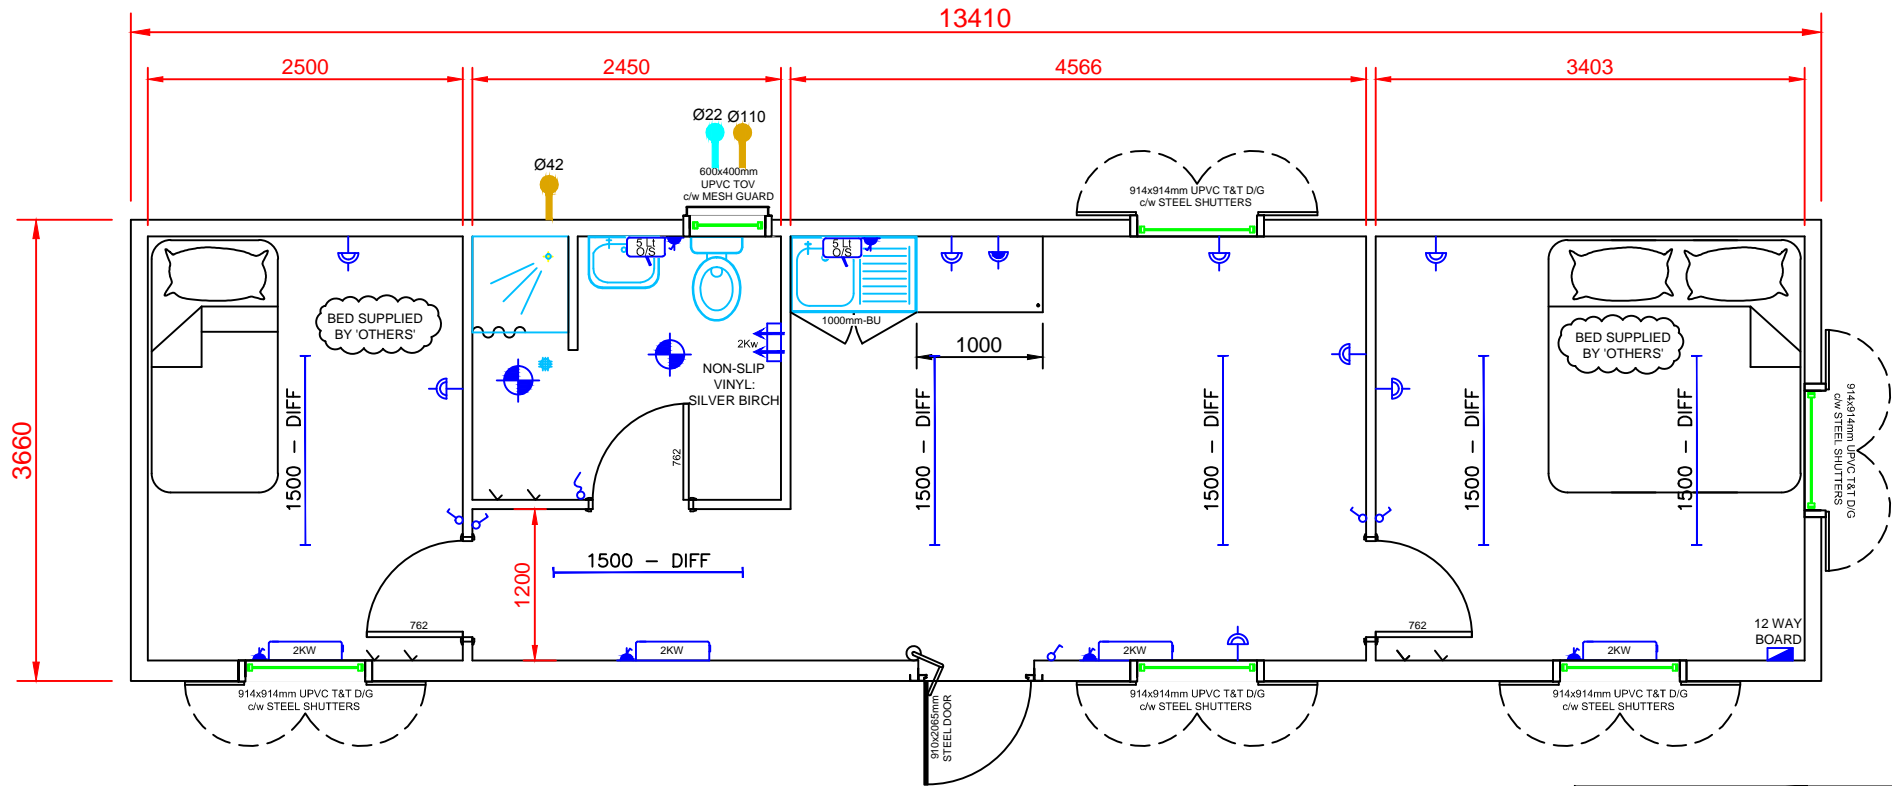 13410
2500
2450
4566
3403
Ø22
Ø110
Ø42
600x400mm
UPVC TOV
c/w MESH GUARD
914x914mm UPVC T&T D/G
c/w STEEL SHUTTERS
3660
5 Lt
O/S
5 Lt
O/S
BED SUPPLIED
BY 'OTHERS'
1000mm-BU
1000
BED SUPPLIED
BY 'OTHERS'
2Kw
NON-SLIP
VINYL:
SILVER BIRCH
1500 - DIFF
1500 - DIFF
1500 - DIFF
1500 - DIFF
1500 - DIFF
914x914mm UPVC T&T D/G
c/w STEEL SHUTTERS
762
1200
1500 - DIFF
762
762
12 WAY
BOARD
2KW
2KW
2KW
2KW
914x914mm UPVC T&T D/G
c/w STEEL SHUTTERS
910x2065mm
STEEL DOOR
914x914mm UPVC T&T D/G
c/w STEEL SHUTTERS
914x914mm UPVC T&T D/G
c/w STEEL SHUTTERS